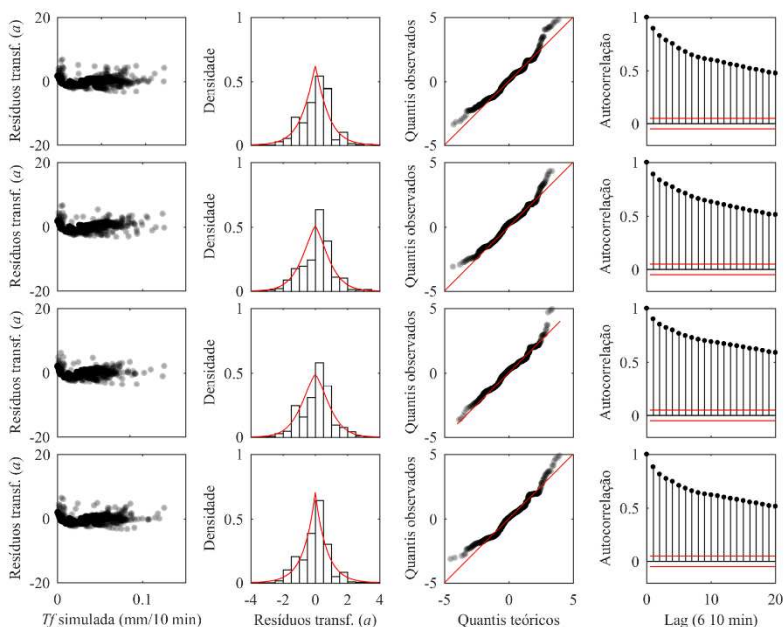 Resíduos transf. (a)
20
0
-20
Densidade
1
0.5
0
Quantis observados
5
0
-5
Autocorrelação
1
0.5
0
Resíduos transf. (a)
20
0
-20
Densidade
1
0.5
0
Quantis observados
5
0
-5
Autocorrelação
1
0.5
0
Resíduos transf. (a)
20
0
-20
Densidade
1
0.5
0
Quantis observados
5
0
-5
Autocorrelação
1
0.5
0
Resíduos transf. (a)
20
0
-20
0 0.1
Tf simulada (mm/10 min)
Densidade
1
0.5
0
-4 -2 0 2 4
Resíduos transf. (a)
Quantis observados
5
0
-5
-5 0 5
Quantis teóricos
Autocorrelação
1
0.5
0
0 10 20
Lag (6 10 min)